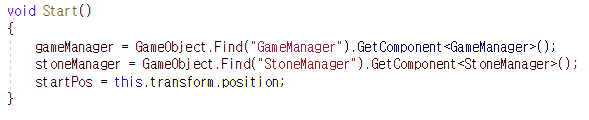 void Start()
{
    gameManager = GameObject.Find("GameManager").GetComponent<GameManager>();
    stoneManager = GameObject.Find("StoneManager").GetComponent<StoneManager>();
    startPos = this.transform.position;
}